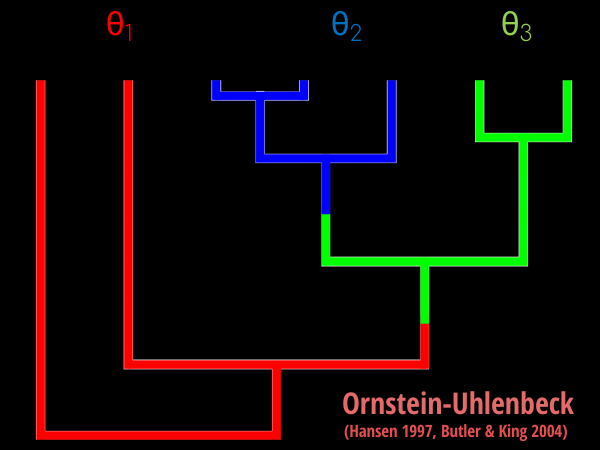 θ1 θ2 θ3
Ornstein-Uhlenbeck
(Hansen 1997, Butler & King 2004)